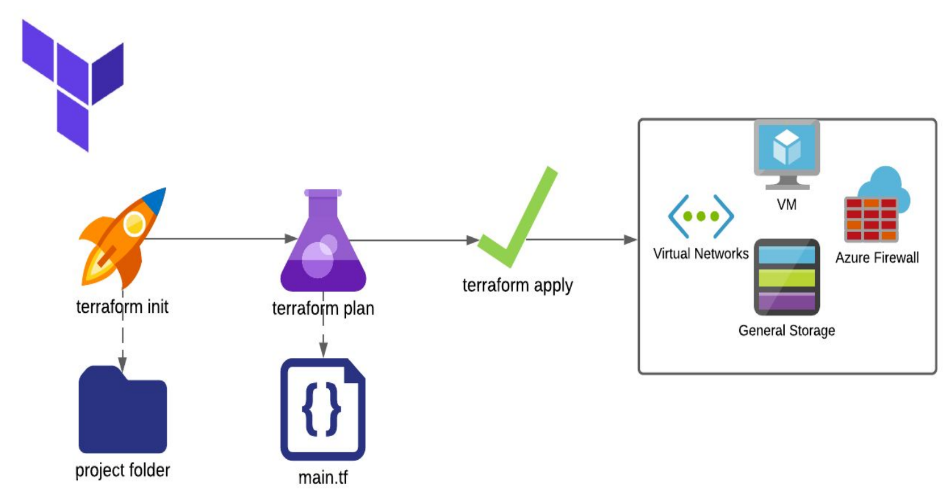 VM
Virtual Networks
Azure Firewall
terraform apply
terraform init
terraform plan
General Storage
project folder
main.tf
{}